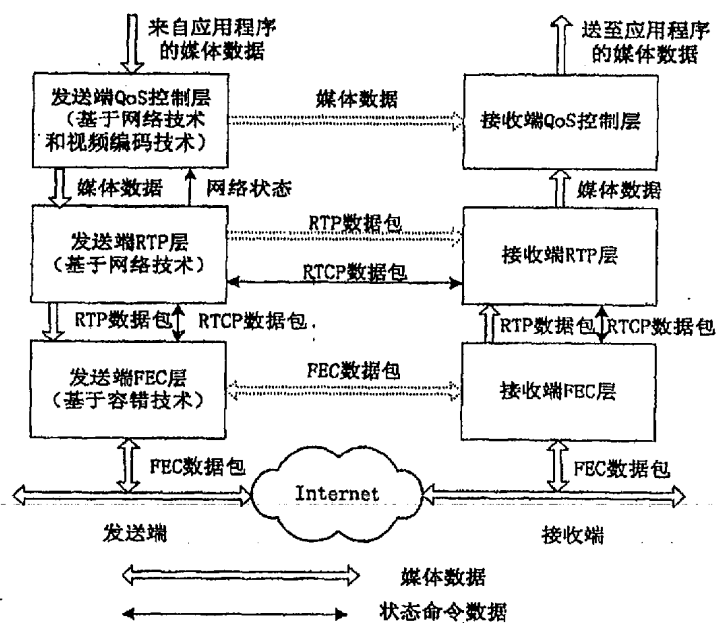 来自应用程序
的媒体数据
送至应用程序
的媒体数据
发送端QoS控制层
（基于网络技术
和视频编码技术）
媒体数据
接收端QoS控制层
媒体数据
网络状态
媒体数据
发送端RTP层
（基于网络技术）
RTP数据包
RTCP数据包
接收端RTP层
RTP数据包
RTCP数据包
RTP数据包
RTCP数据包
发送端FEC层
（基于容错技术）
FEC数据包
接收端FEC层
FEC数据包
Internet
FEC数据包
发送端
接收端
媒体数据
状态命令数据